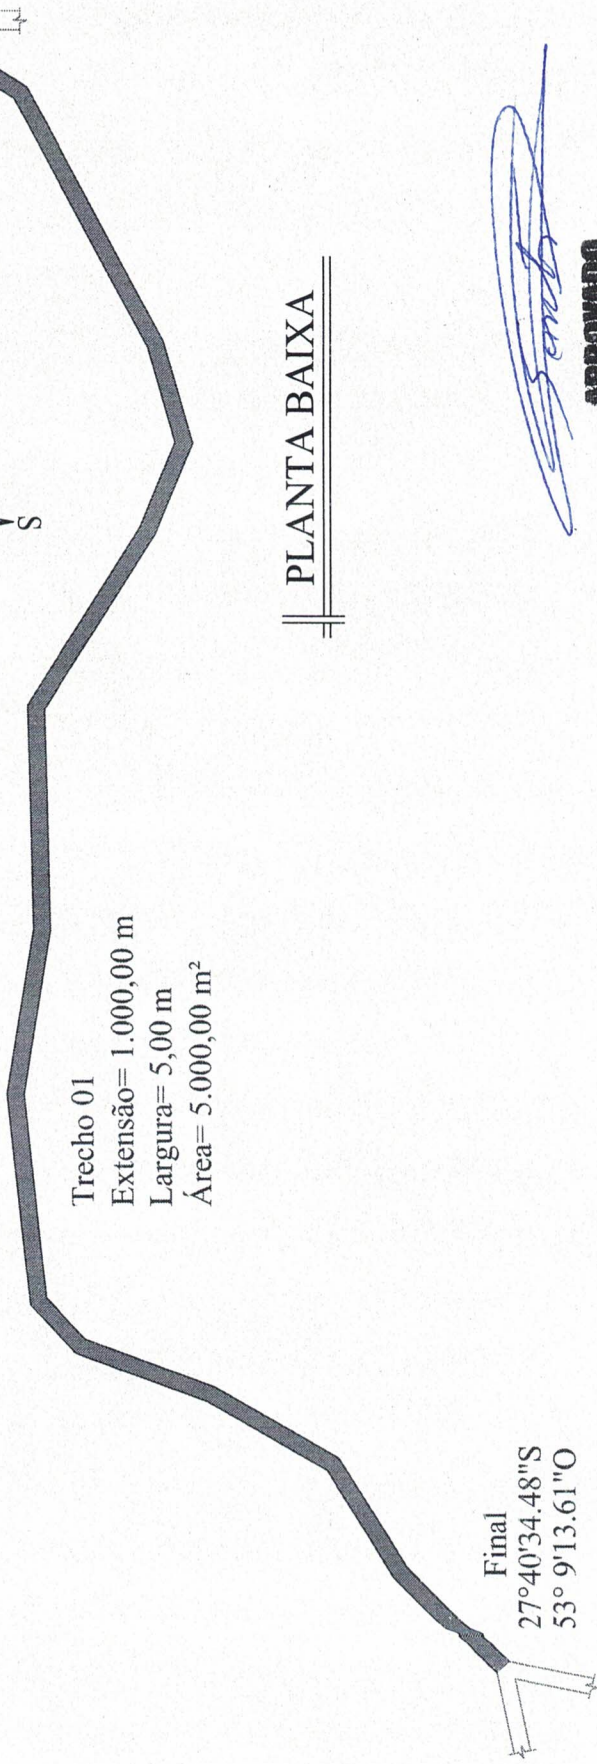 S
Trecho 01
Extensão= 1.000,00 m
Largura= 5,00 m
Área= 5.000,00 m²
PLANTA BAIXA
Final
27°40'34.48"S
53° 9'13.61"O
APROVADO